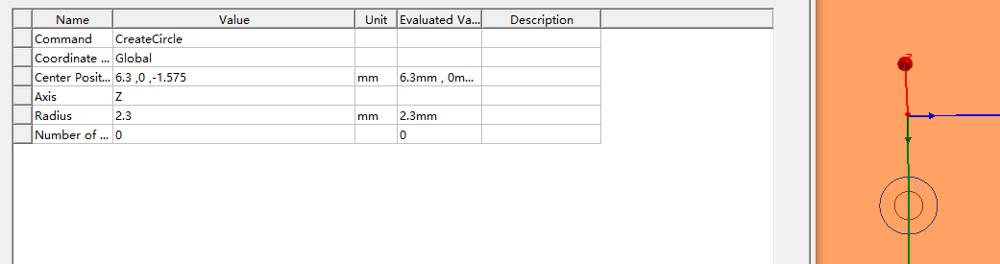 Name Value Unit Evaluated Va... Description
Command CreateCircle
Coordinate ... Global
Center Posit... 6.3 ,0 ,-1.575 mm 6.3mm , 0m...
Axis Z
Radius 2.3 mm 2.3mm
Number of ... 0 0